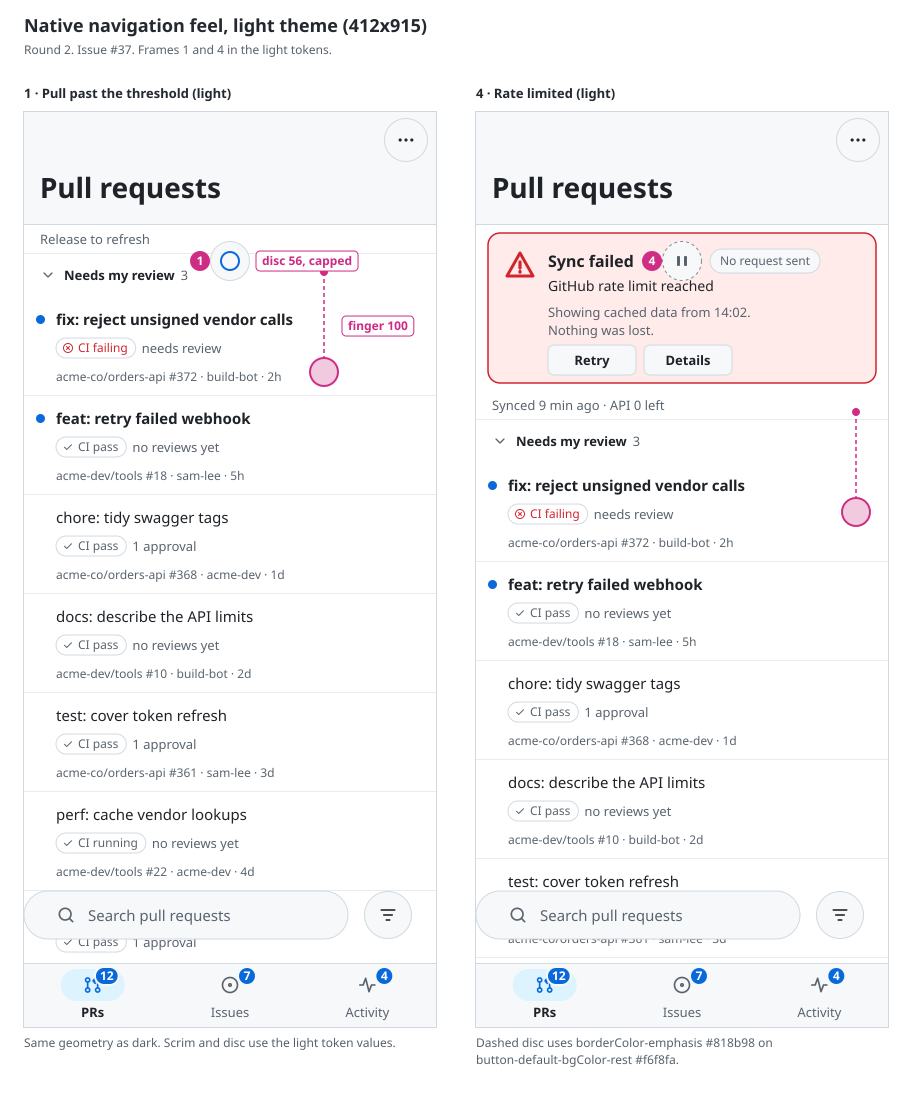 Native navigation feel, light theme (412x915)
Round 2. Issue #37. Frames 1 and 4 in the light tokens.
1 · Pull past the threshold (light)
Pull requests
Release to refresh
1
disc 56, capped
Needs my review 3
fix: reject unsigned vendor calls
finger 100
CI failing needs review
acme-co/orders-api #372 · build-bot · 2h
feat: retry failed webhook
CI pass no reviews yet
acme-dev/tools #18 · sam-lee · 5h
chore: tidy swagger tags
CI pass 1 approval
acme-co/orders-api #368 · acme-dev · 1d
docs: describe the API limits
CI pass no reviews yet
acme-dev/tools #10 · build-bot · 2d
test: cover token refresh
CI pass 1 approval
acme-co/orders-api #361 · sam-lee · 3d
perf: cache vendor lookups
CI running no reviews yet
acme-dev/tools #22 · acme-dev · 4d
Search pull requests
CI pass 1 approval
12 7 4
PRs Issues Activity
Same geometry as dark. Scrim and disc use the light token values.
4 · Rate limited (light)
Pull requests
Sync failed 4 No request sent
GitHub rate limit reached
Showing cached data from 14:02.
Nothing was lost.
Retry Details
Synced 9 min ago · API 0 left
Needs my review 3
fix: reject unsigned vendor calls
CI failing needs review
acme-co/orders-api #372 · build-bot · 2h
feat: retry failed webhook
CI pass no reviews yet
acme-dev/tools #18 · sam-lee · 5h
chore: tidy swagger tags
CI pass 1 approval
acme-co/orders-api #368 · acme-dev · 1d
docs: describe the API limits
CI pass no reviews yet
acme-dev/tools #10 · build-bot · 2d
test: cover token refresh
Search pull requests
acme-co/orders-api #361 · sam-lee · 3d
12 7 4
PRs Issues Activity
Dashed disc uses borderColor-emphasis #818b98 on
button-default-bgColor-rest #f6f8fa.